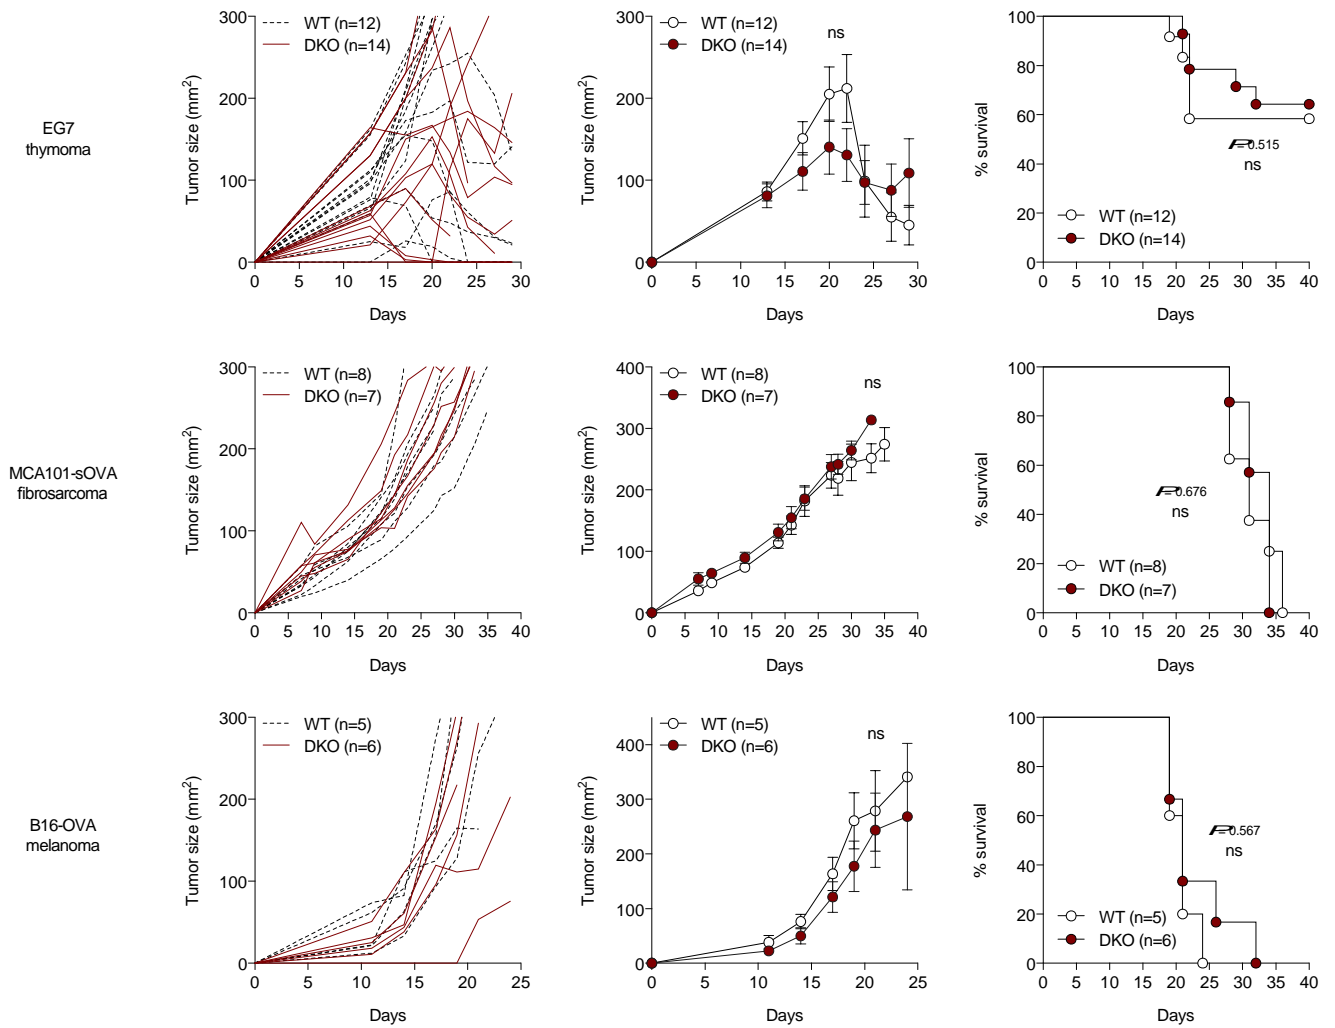 EG7
thymoma
Tumor size (mm²)
300
200
100
0
WT (n=12)
DKO (n=14)
0 5 10 15 20 25 30
Days
Tumor size (mm²)
300
200
100
0
WT (n=12)
DKO (n=14)
ns
0 5 10 15 20 25 30
Days
% survival
100
80
60
40
20
0
P=0.515
ns
WT (n=12)
DKO (n=14)
0 5 10 15 20 25 30 35 40
Days
MCA101-sOVA
fibrosarcoma
Tumor size (mm²)
300
200
100
0
WT (n=8)
DKO (n=7)
0 5 10 15 20 25 30 35 40
Days
Tumor size (mm²)
400
300
200
100
0
WT (n=8)
DKO (n=7)
ns
0 5 10 15 20 25 30 35 40
Days
% survival
100
80
60
40
20
0
P=0.676
ns
WT (n=8)
DKO (n=7)
0 5 10 15 20 25 30 35 40
Days
B16-OVA
melanoma
Tumor size (mm²)
300
200
100
0
WT (n=5)
DKO (n=6)
0 5 10 15 20 25 30
Days
Tumor size (mm²)
400
300
200
100
0
WT (n=5)
DKO (n=6)
ns
0 5 10 15 20 25
Days
% survival
100
80
60
40
20
0
P=0.567
ns
WT (n=5)
DKO (n=6)
0 5 10 15 20 25 30 35 40
Days